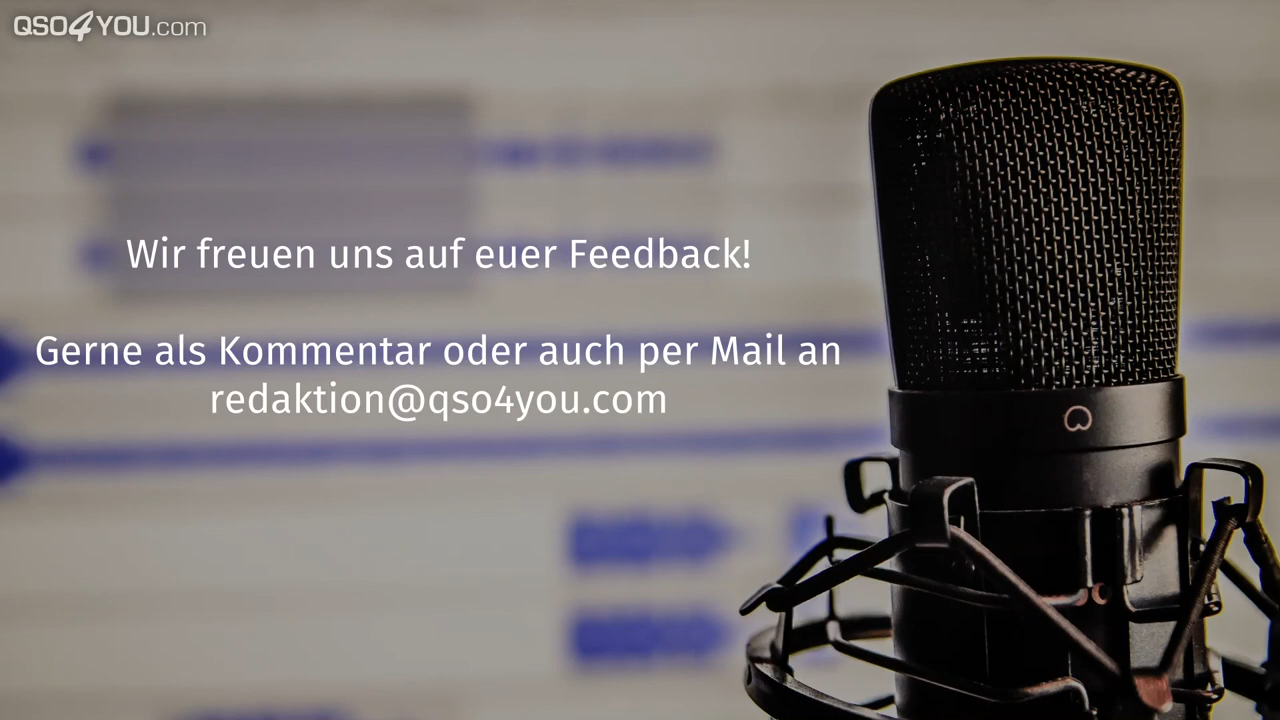 QSO4YOU.com
Wir freuen uns auf euer Feedback!
Gerne als Kommentar oder auch per Mail an
redaktion@qso4you.com